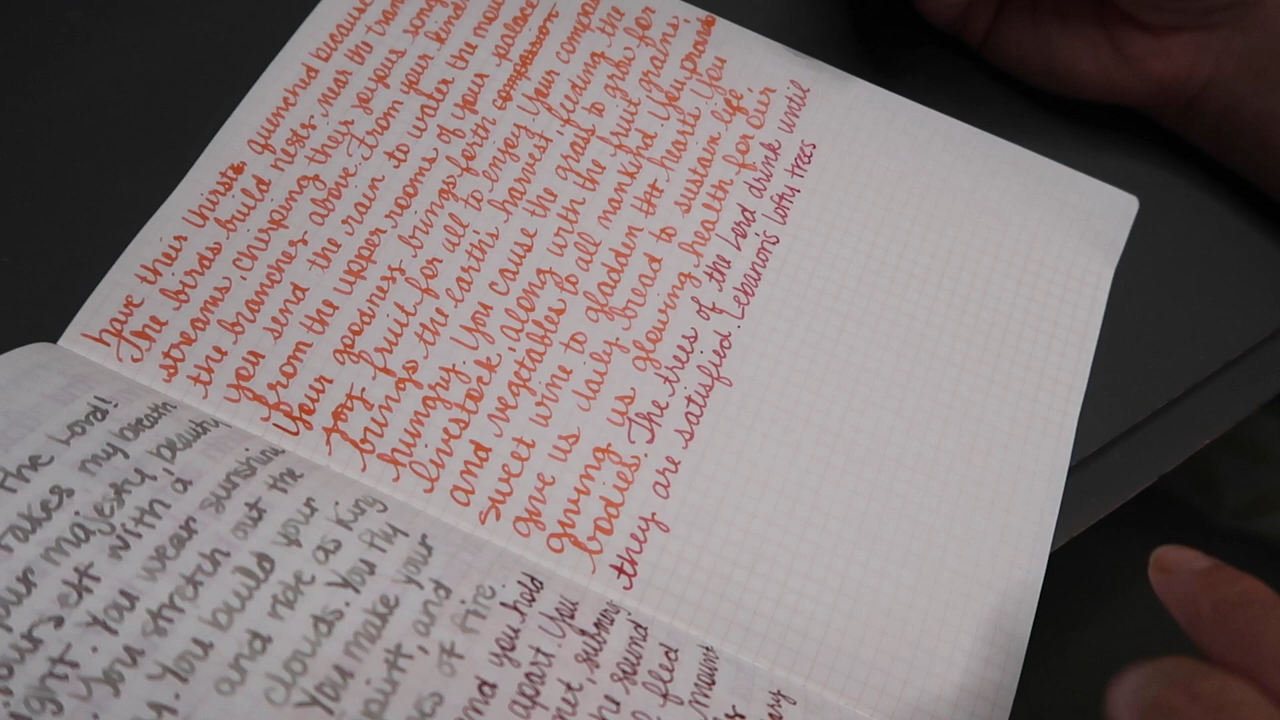 the Lord!
takes my breath
your majesty, beauty
yourself with a
. You wear sunshine
. You stretch out the
. You build your
and ride as King
clouds. You fly
You make your
and
of fire.
and you hold
apart. You
the sound
fled
mount
have their thirsts quenched because
The birds build nests near the
streams, chirping their joyous song
the branches above. From your kind
you send the rain to water the
from the upper rooms of your palace
Your goodness brings forth
fruit for all to enjoy. Your
brings the earth's harvest, feeding the
hungry. You cause the grass to grow for
livestock, along with the fruit, grains,
and vegetables to all mankind. You provide
sweet wine to gladden hearts. You
give us daily bread to sustain life,
giving us glowing health for our
bodies. The trees of the Lord drink until
they are satisfied. Lebanon's lofty trees